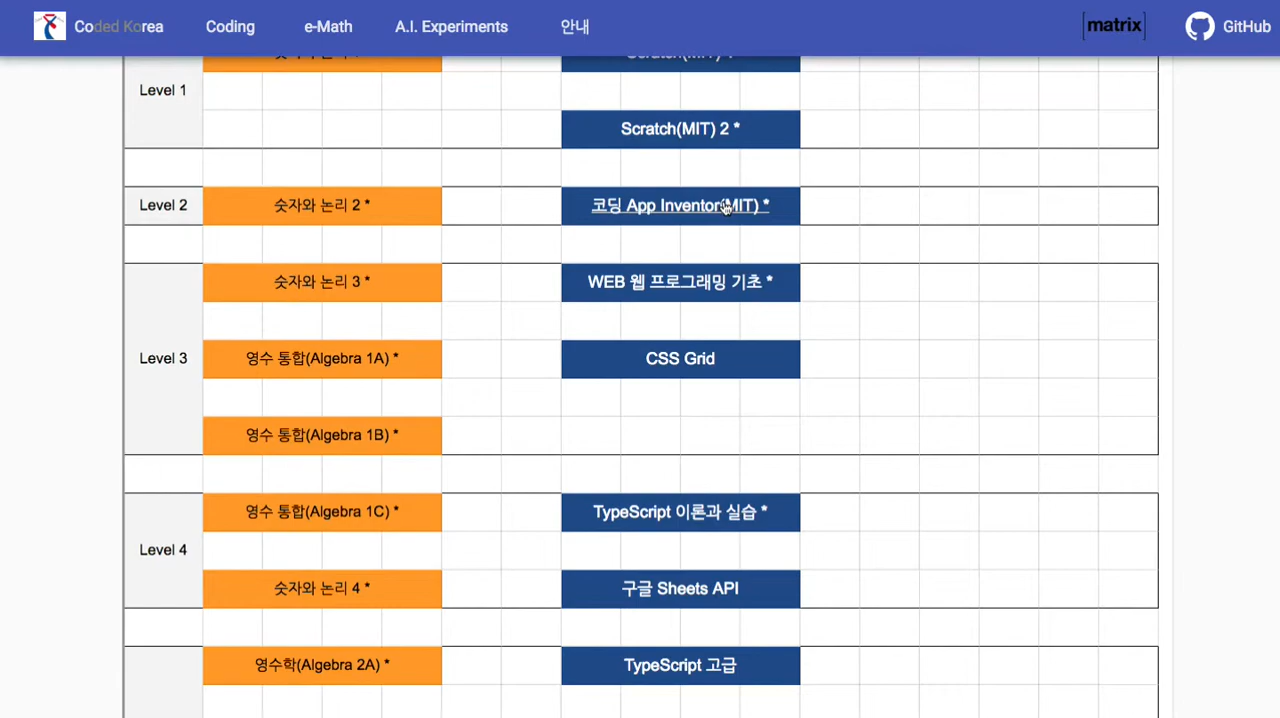 Coded Korea
Coding
e-Math
A.I. Experiments
안내
matrix
GitHub
Level 1
Scratch(MIT) 2 *
Level 2
숫자와 논리 2 *
코딩 App Inventor(MIT) *
Level 3
숫자와 논리 3 *
WEB 웹 프로그래밍 기초 *
영수 통합(Algebra 1A) *
CSS Grid
영수 통합(Algebra 1B) *
Level 4
영수 통합(Algebra 1C) *
TypeScript 이론과 실습 *
숫자와 논리 4 *
구글 Sheets API
영수학(Algebra 2A) *
TypeScript 고급